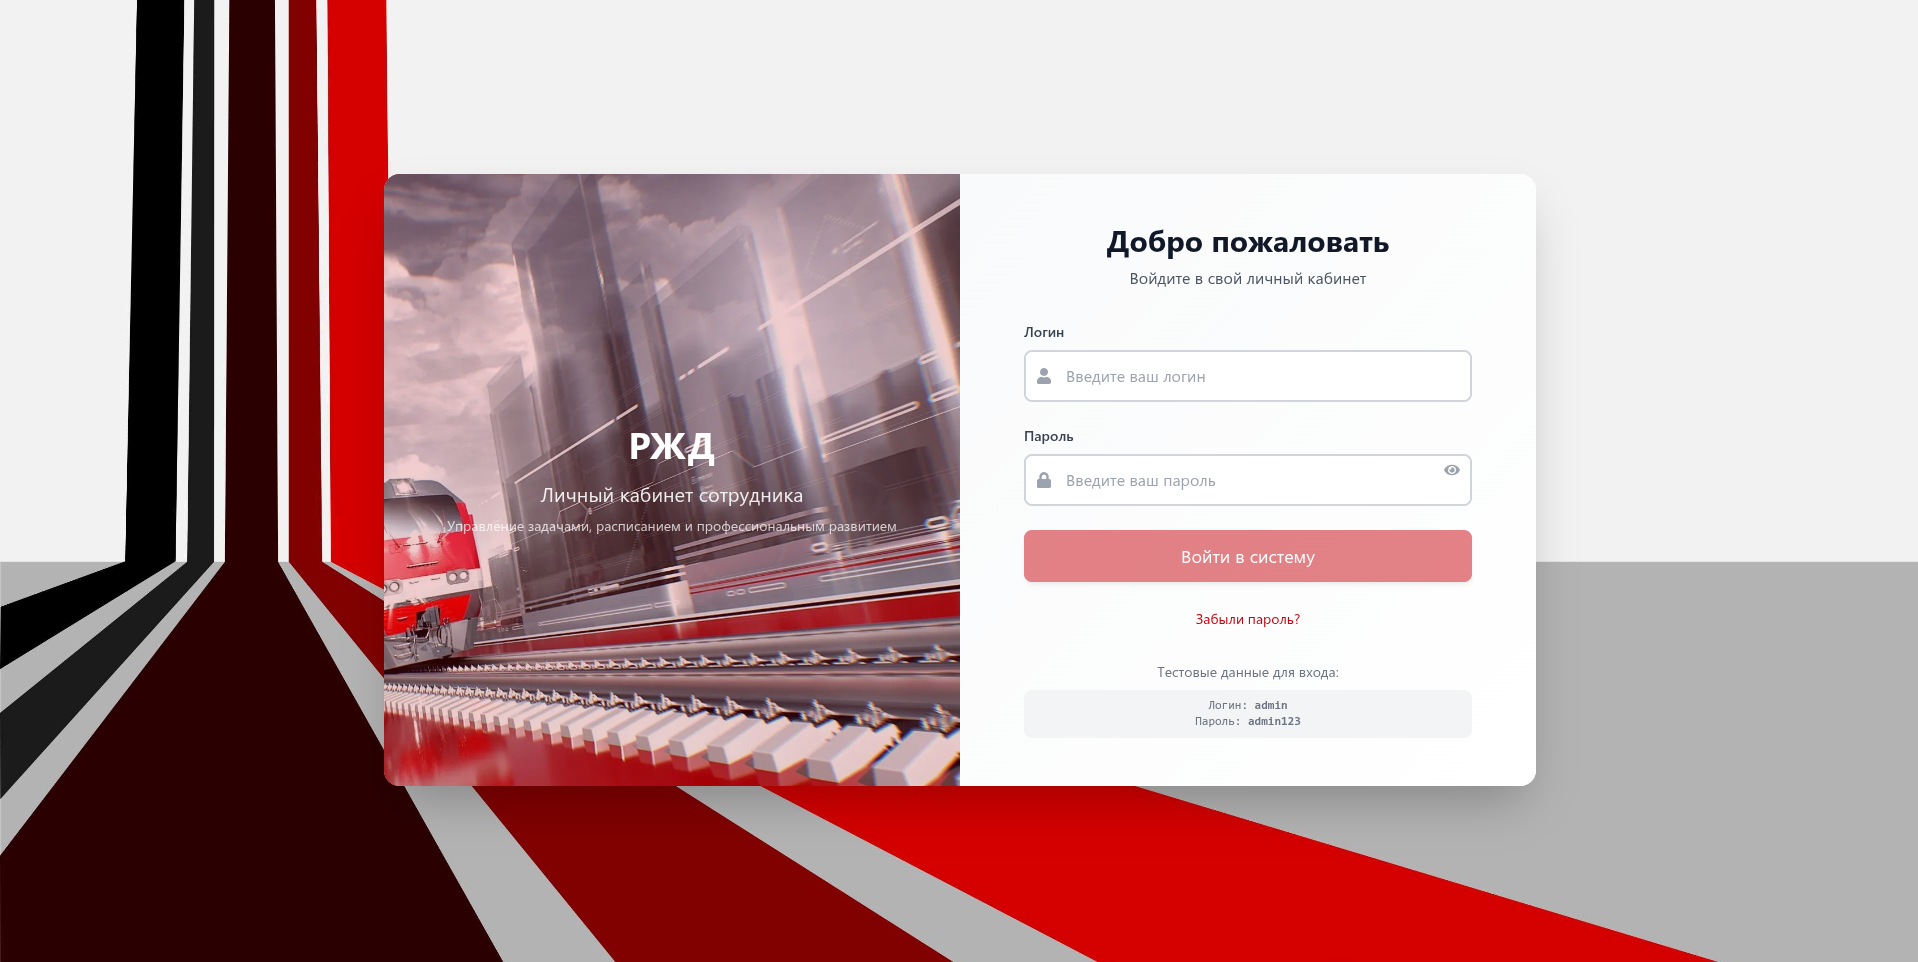 РЖД
Личный кабинет сотрудника
Управление задачами, расписанием и профессиональным развитием
Добро пожаловать
Войдите в свой личный кабинет
Логин
Введите ваш логин
Пароль
Введите ваш пароль
Войти в систему
Забыли пароль?
Тестовые данные для входа:
Логин: admin
Пароль: admin123